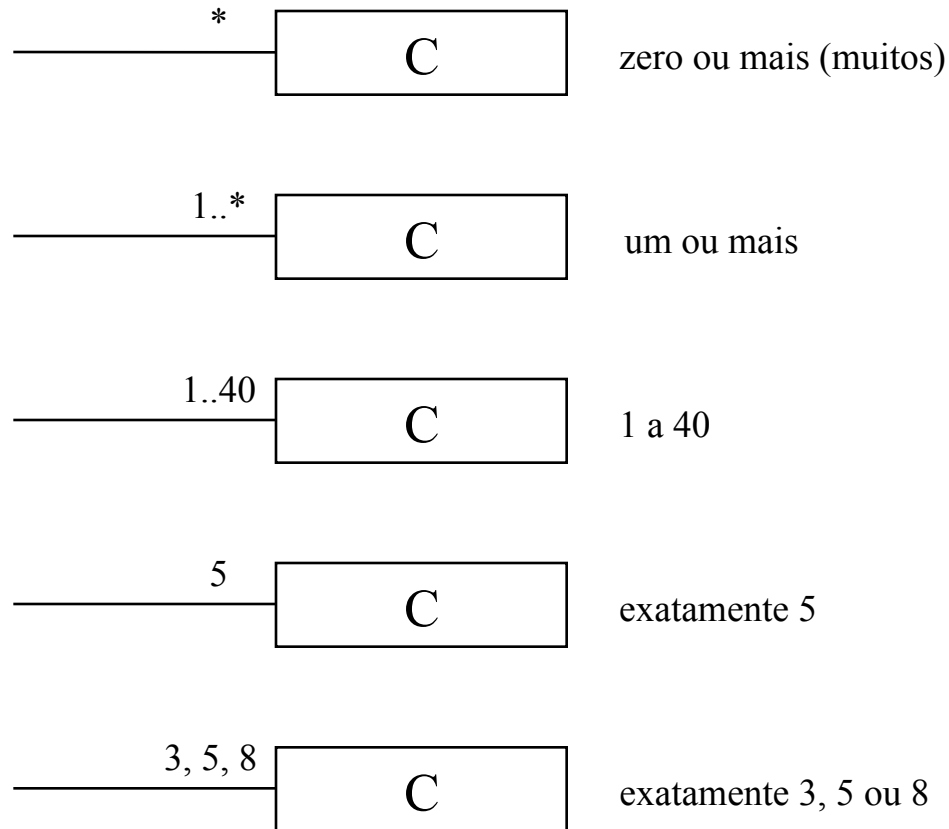 *
C zero ou mais (muitos)
1..*
C um ou mais
1..40
C 1 a 40
5
C exatamente 5
3, 5, 8
C exatamente 3, 5 ou 8